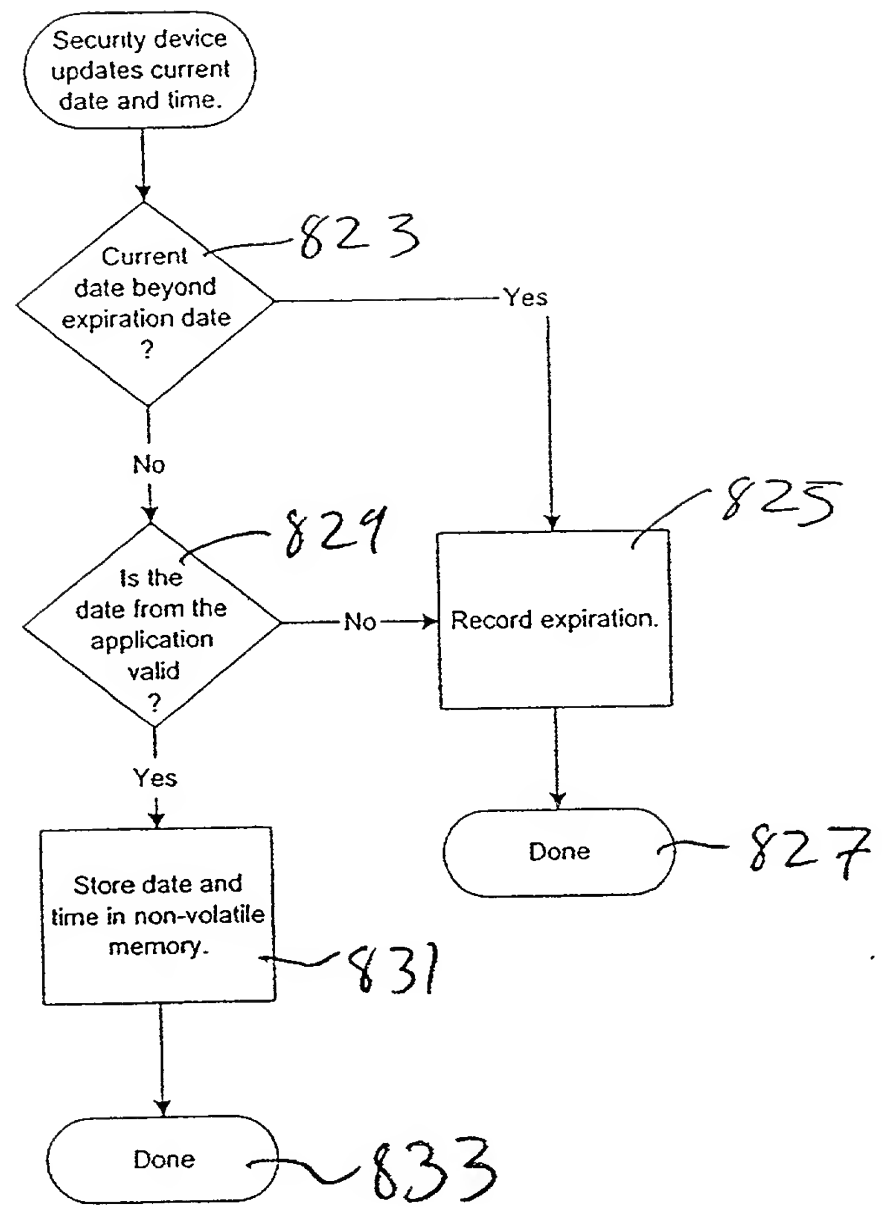 Security device
updates current
date and time.
823
Current
date beyond
expiration date
?
Yes
No
825
829
Is the
date from the
application
valid
?
No
Record expiration.
Yes
Done
827
Store date and
time in non-volatile
memory.
831
Done
833